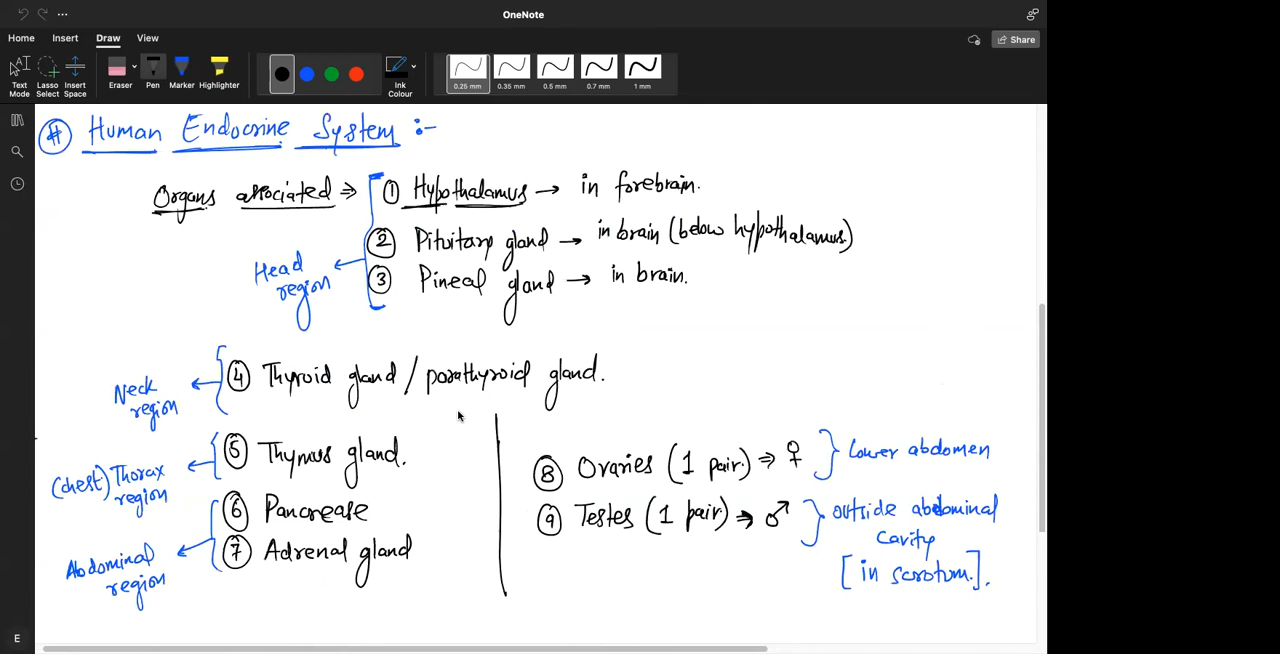 OneNote
Home Insert Draw View
Share
Text Mode
Lasso Select
Insert Space
Eraser
Pen
Marker
Highlighter
Ink Colour
0.25 mm
0.35 mm
0.5 mm
0.7 mm
1 mm
# Human Endocrine System :-
Organs associated ⇒ ① Hypothalamus → in forebrain.
② Pituitary gland → in brain (below hypothalamus)
③ Pineal gland → in brain.
Head region
④ Thyroid gland / parathyroid gland.
Neck region
⑤ Thymus gland.
(chest) Thorax region
⑥ Pancrease
⑦ Adrenal gland
Abdominal region
⑧ Ovaries (1 pair) ⇒ ♀ } Lower abdomen
⑨ Testes (1 pair) ⇒ ♂ } outside abdominal
cavity
[in scrotum.].
E